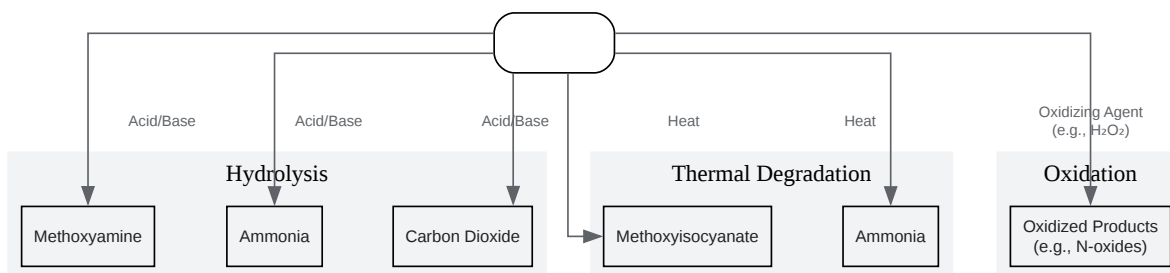 Acid/Base
Acid/Base
Acid/Base
Heat
Heat
Oxidizing Agent
(e.g., H₂O₂)
Hydrolysis
Thermal Degradation
Oxidation
Methoxyamine
Ammonia
Carbon Dioxide
Methoxyisocyanate
Ammonia
Oxidized Products
(e.g., N-oxides)